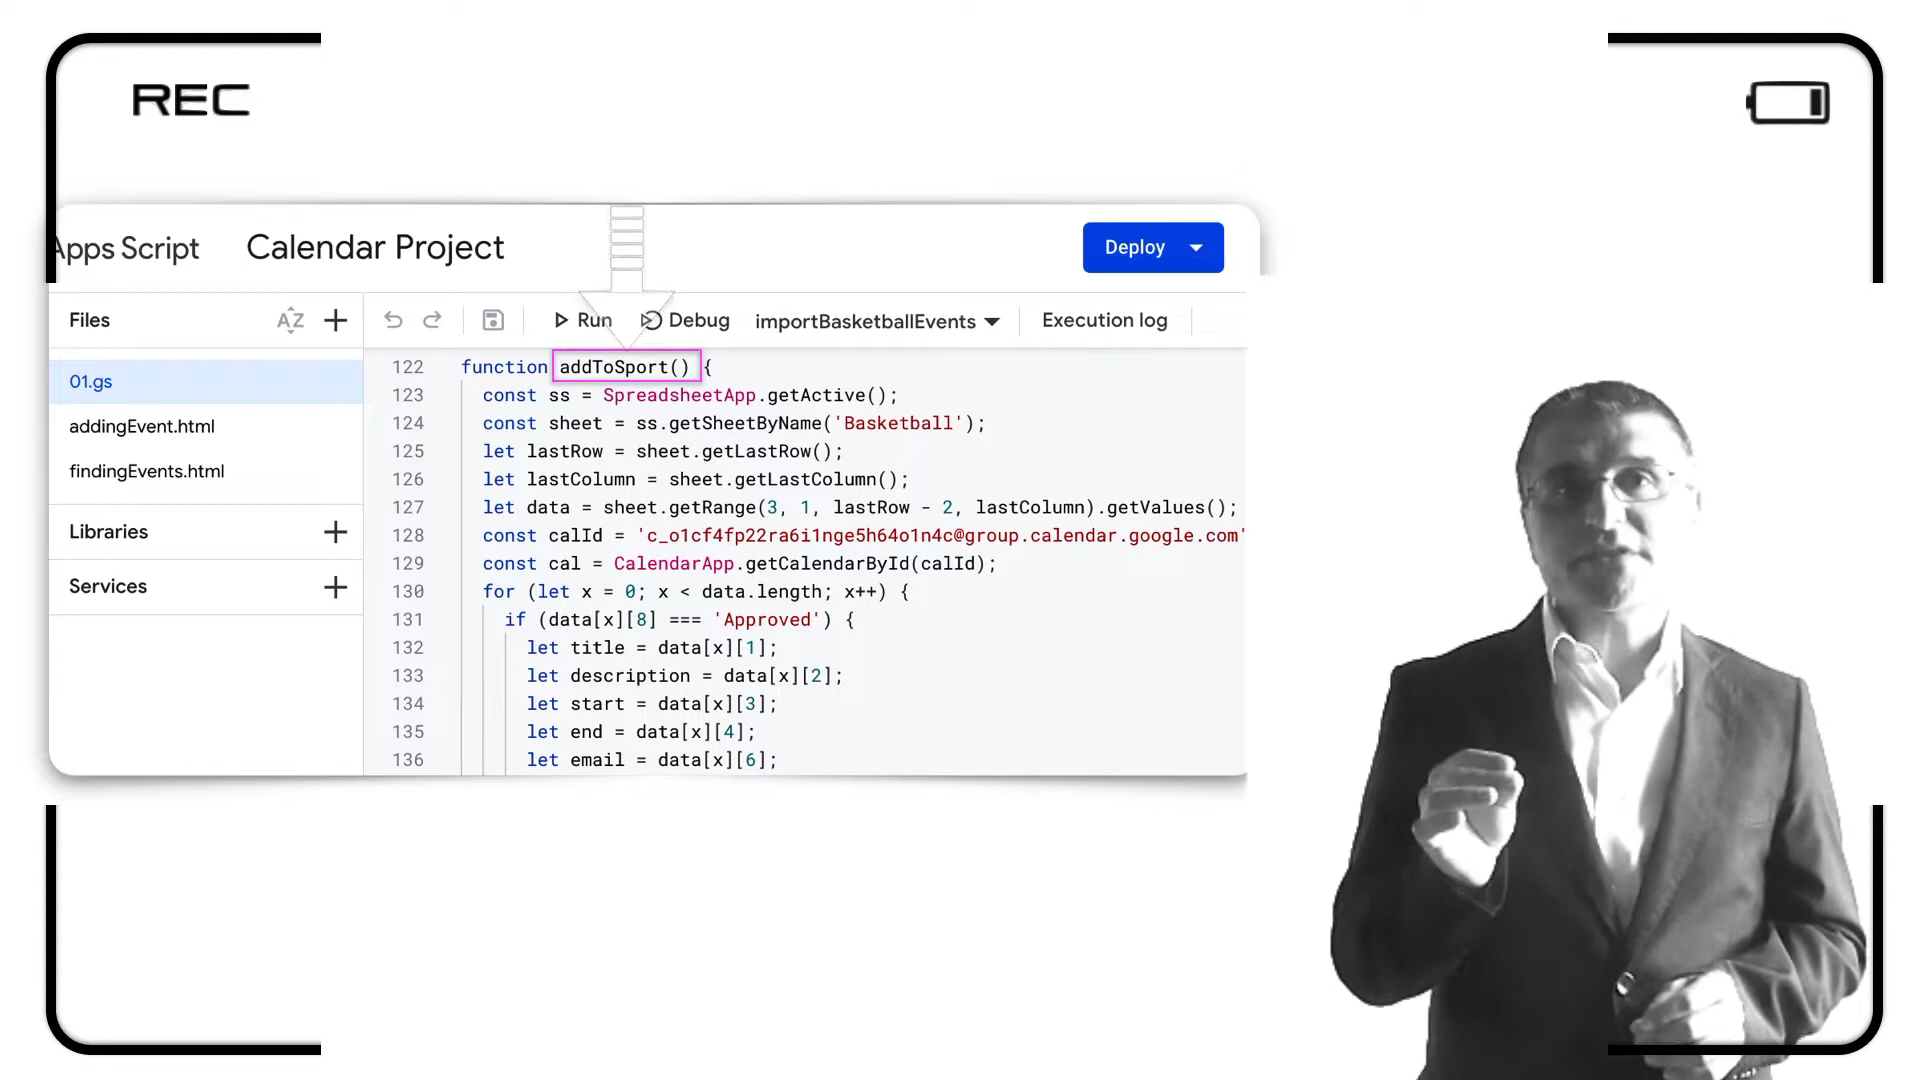 REC
Apps Script Calendar Project Deploy
Files AZ Run Debug importBasketballEvents Execution log
01.gs
addingEvent.html
findingEvents.html
Libraries
Services
122 function addToSport() {
123 const ss = SpreadsheetApp.getActive();
124 const sheet = ss.getSheetByName('Basketball');
125 let lastRow = sheet.getLastRow();
126 let lastColumn = sheet.getLastColumn();
127 let data = sheet.getRange(3, 1, lastRow - 2, lastColumn).getValues();
128 const calId = 'c_o1cf4fp22ra6i1nge5h64o1n4c@group.calendar.google.com'
129 const cal = CalendarApp.getCalendarById(calId);
130 for (let x = 0; x < data.length; x++) {
131 if (data[x][8] === 'Approved') {
132 let title = data[x][1];
133 let description = data[x][2];
134 let start = data[x][3];
135 let end = data[x][4];
136 let email = data[x][6];